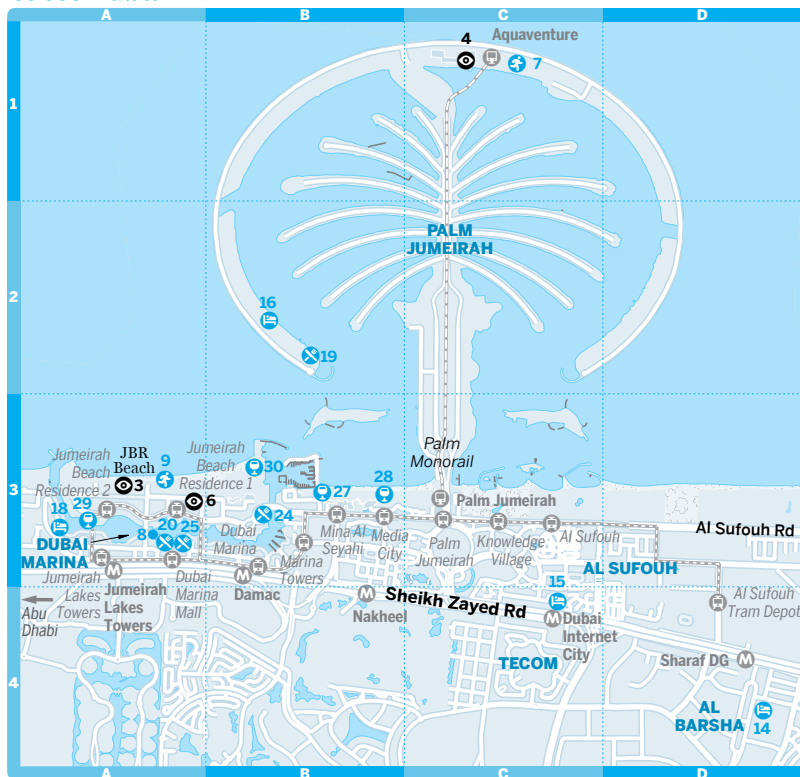 A
B
C
D
4
Aquaventure
7
1
PALM
JUMEIRAH
2
16
19
Palm
Monorail
Jumeirah
Beach
Residence 2
JBR
Beach
3
9
Jumeirah
Beach
Residence 1
30
6
27
28
Palm Jumeirah
3
18
29
20
25
8
24
DUBAI
MARINA
Dubai
Marina
Mina Al
Seyahi
Media
City
Palm
Jumeirah
Knowledge
Village
Al Sufouh
Al Sufouh Rd
Marina
Towers
AL SUFOUH
Jumeirah
Lakes
Towers
Jumeirah
Lakes
Towers
Dubai
Marina
Mall
Damac
Nakheel
Sheikh Zayed Rd
15
Dubai
Internet
City
Al Sufouh
Tram Depot
Abu
Dhabi
TECOM
Sharaf DG
4
AL
BARSHA
14
A
B
C
D